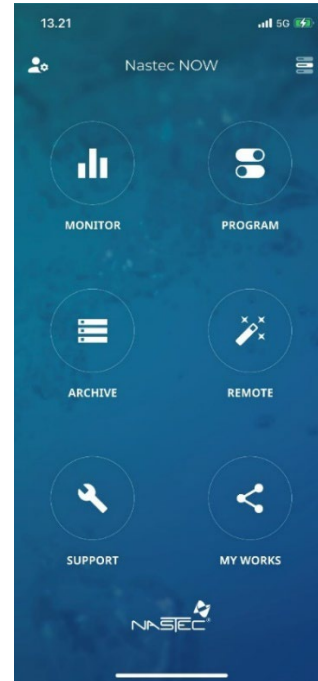 13.21 5G
Nastec NOW
MONITOR PROGRAM
ARCHIVE REMOTE
SUPPORT MY WORKS
NASTEC